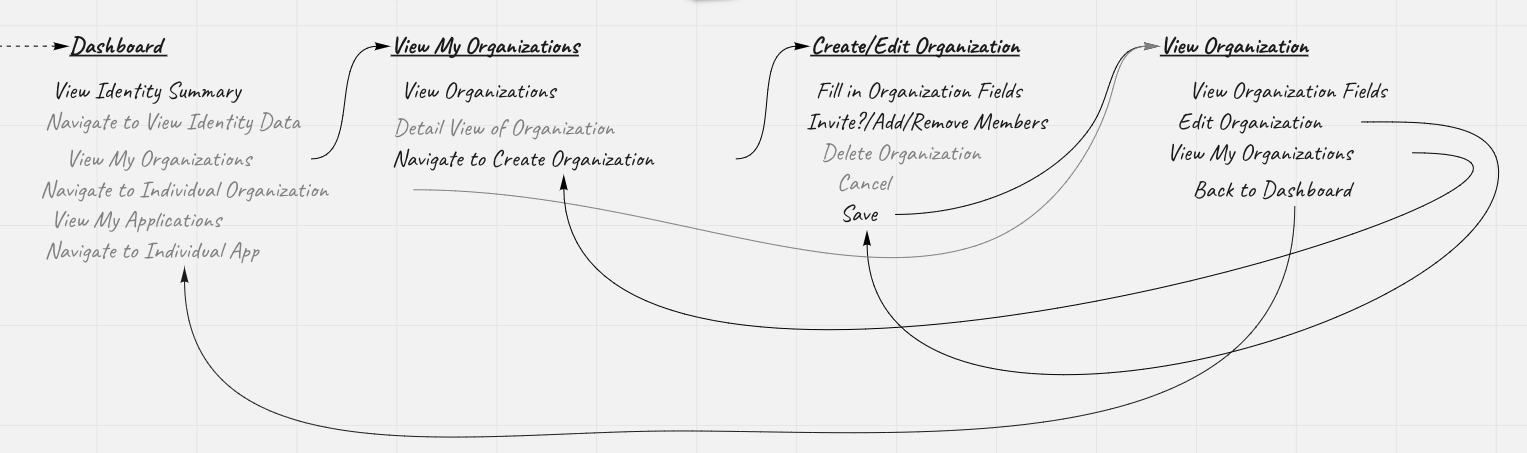 Dashboard
View Identity Summary
Navigate to View Identity Data
View My Organizations
Navigate to Individual Organization
View My Applications
Navigate to Individual App
View My Organizations
View Organizations
Detail View of Organization
Navigate to Create Organization
Create/Edit Organization
Fill in Organization Fields
Invite?/Add/Remove Members
Delete Organization
Cancel
Save
View Organization
View Organization Fields
Edit Organization
View My Organizations
Back to Dashboard